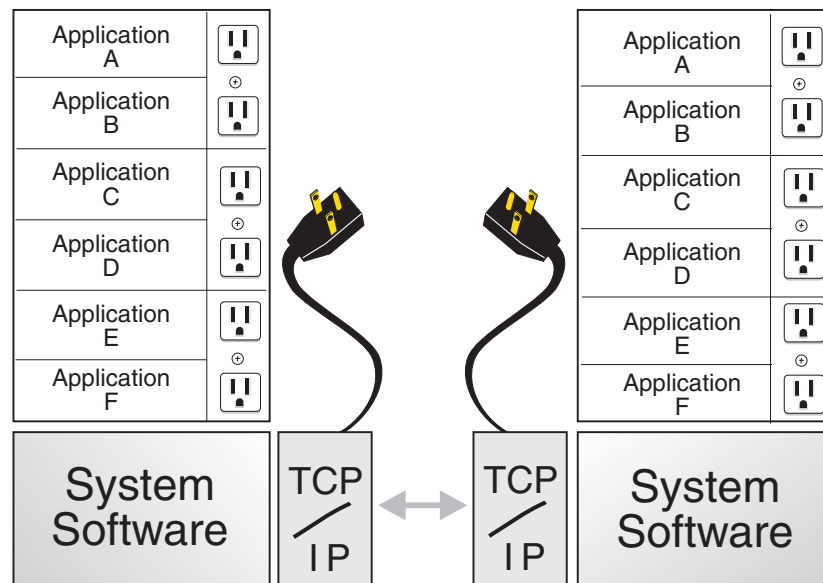 Application
A
Application
B
Application
C
Application
D
Application
E
Application
F
System
Software
TCP
/
IP
TCP
/
IP
Application
A
Application
B
Application
C
Application
D
Application
E
Application
F
System
Software